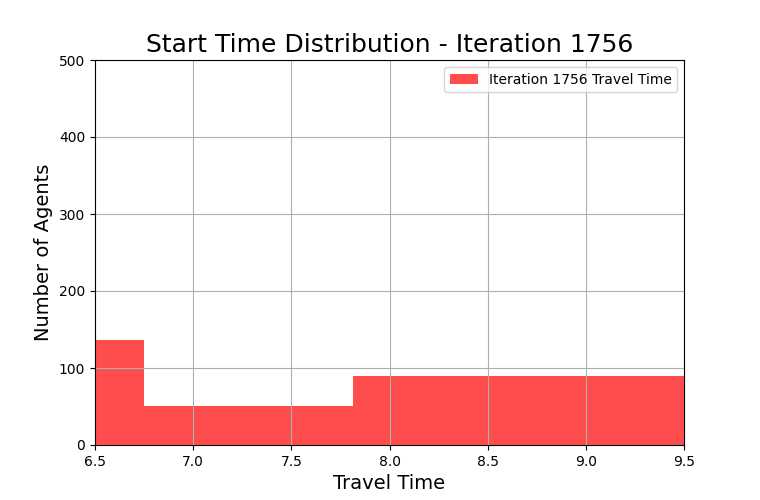 Start Time Distribution - Iteration 1756
500
Iteration 1756 Travel Time
400
300
200
100
0
Number of Agents
6.5 7.0 7.5 8.0 8.5 9.0 9.5
Travel Time